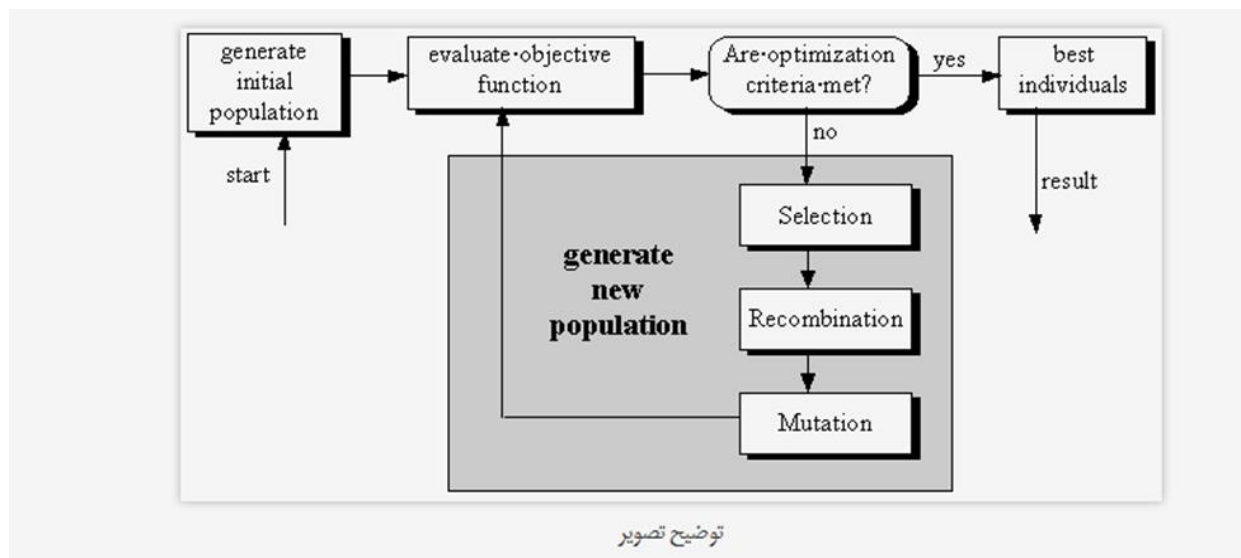 generate
initial
population
evaluate·objective
function
Are·optimization
criteria·met?
yes
best
individuals
start
no
result
Selection
generate
new
population
Recombination
Mutation
توضیح تصویر